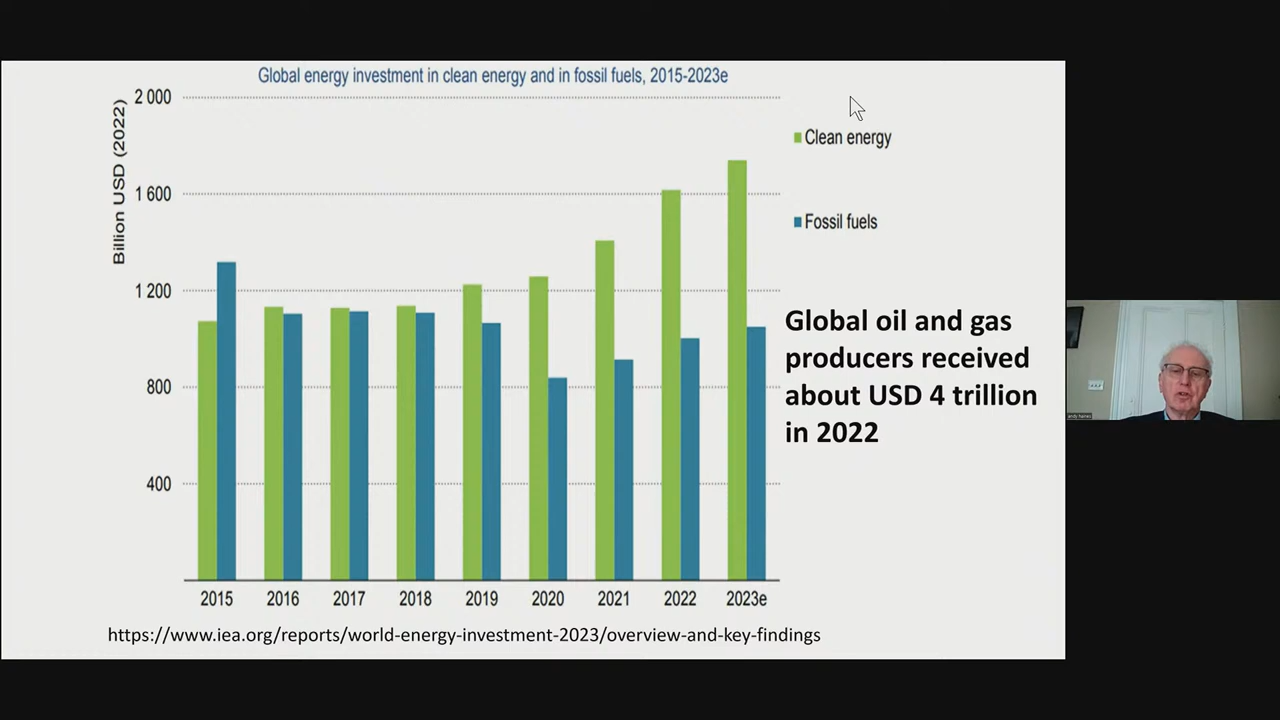 Global energy investment in clean energy and in fossil fuels, 2015-2023e
Billion USD (2022)
2 000
1 600
1 200
800
400
2015 2016 2017 2018 2019 2020 2021 2022 2023e
Clean energy
Fossil fuels
Global oil and gas
producers received
about USD 4 trillion
in 2022
https://www.iea.org/reports/world-energy-investment-2023/overview-and-key-findings
andy haines